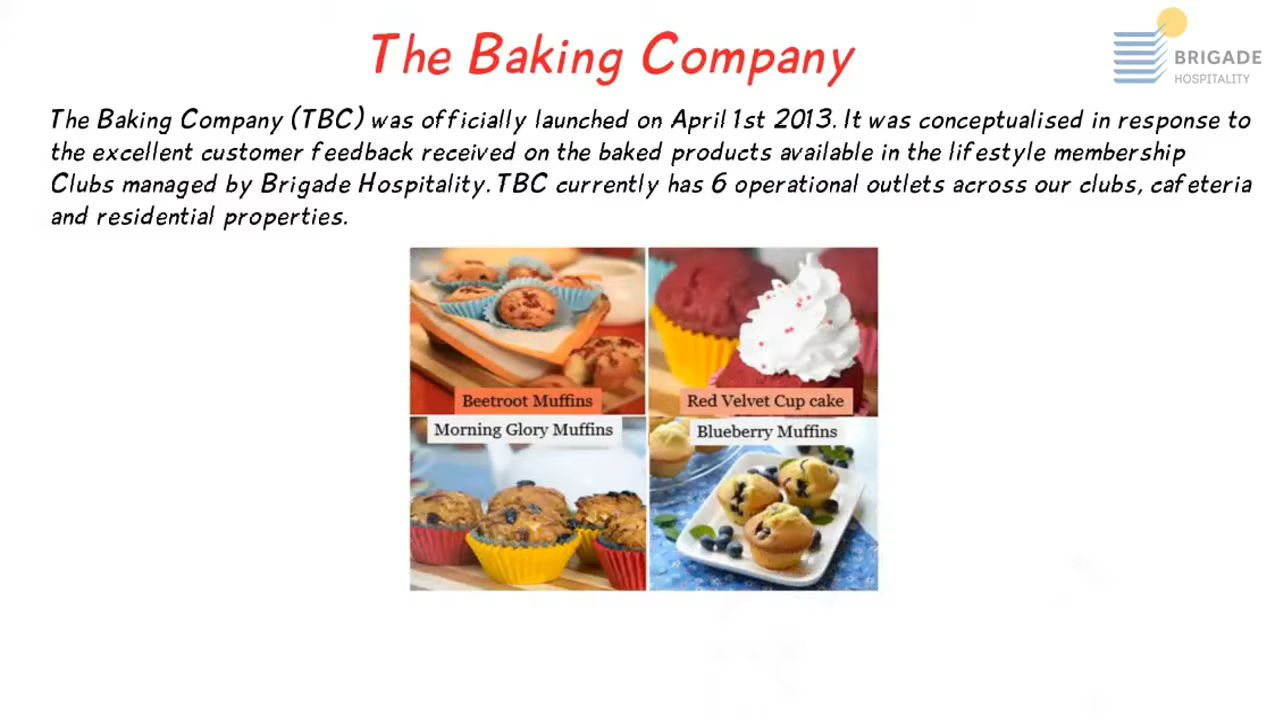 The Baking Company
BRIGADE
HOSPITALITY
The Baking Company (TBC) was officially launched on April 1st 2013. It was conceptualised in response to
the excellent customer feedback received on the baked products available in the lifestyle membership
Clubs managed by Brigade Hospitality. TBC currently has 6 operational outlets across our clubs, cafeteria
and residential properties.
Beetroot Muffins
Red Velvet Cup cake
Morning Glory Muffins
Blueberry Muffins